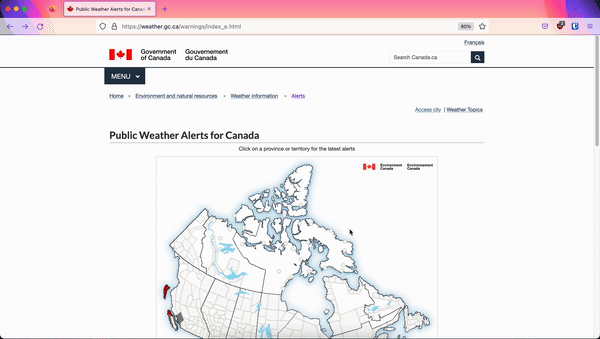 Public Weather Alerts for Canad
https://weather.gc.ca/warnings/index_e.html
80%
Français
Government of Canada
Gouvernement du Canada
Search Canada.ca
MENU
Home Environment and natural resources Weather information Alerts
Access city | Weather Topics
Public Weather Alerts for Canada
Click on a province or territory for the latest alerts
Environment Canada
Environnement Canada